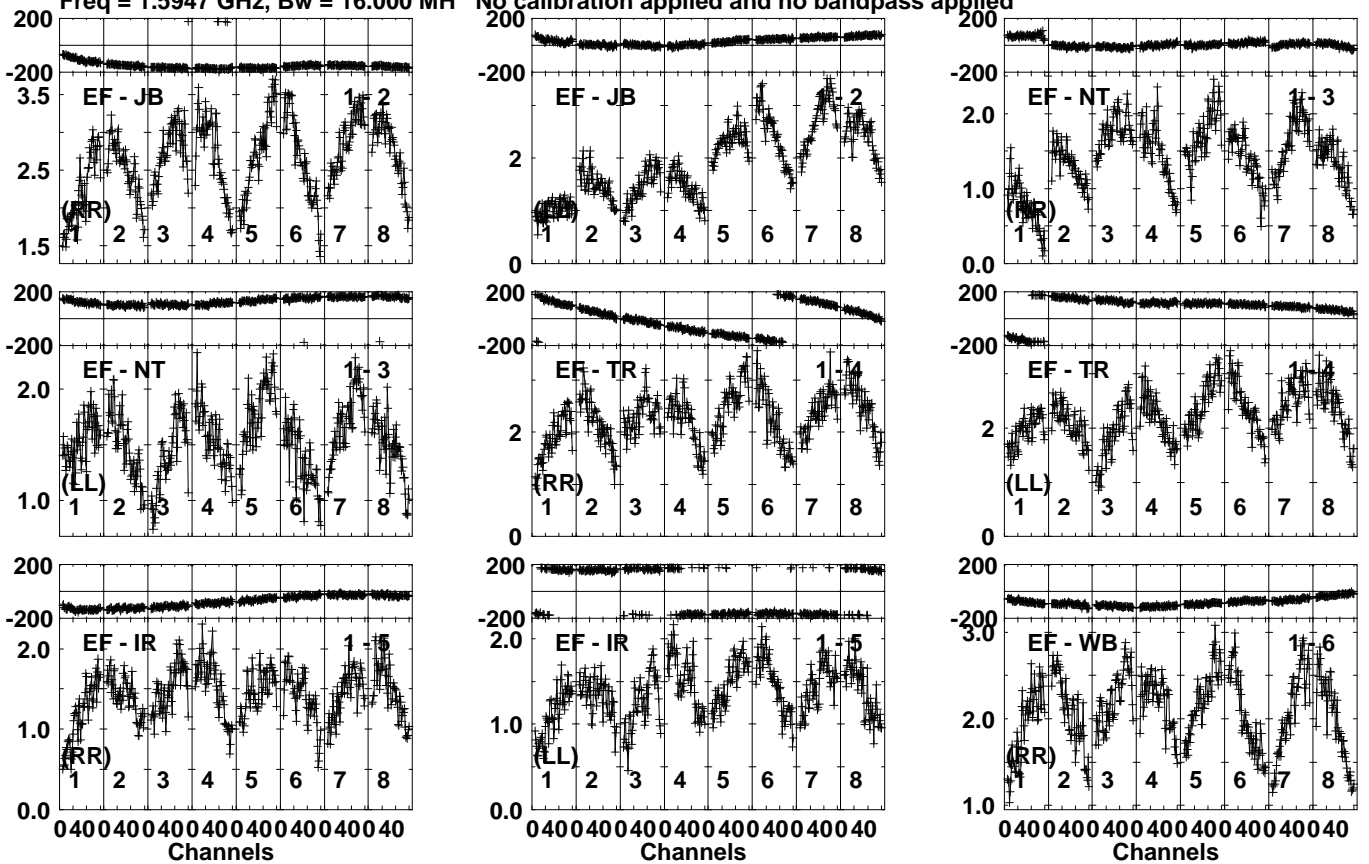 Freq = 1.5947 GHz, Bw = 16.000 MH No calibration applied and no bandpass applied
200 200 200
-200 -200 -200
EF - JB 1 - 2 EF - JB 1 - 2 EF - NT 1 - 3
3.5 2.0
2.5 2 1.0
(RR) (RR)
1 2 3 4 5 6 7 8 1 2 3 4 5 6 7 8 1 2 3 4 5 6 7 8
1.5 0 0.0
200 200 200
-200 -200 -200
EF - NT 1 - 3 EF - TR 1 - 4 EF - TR 1 - 4
2.0 2 2
(LL) (RR) (LL)
1.0 1 2 3 4 5 6 7 8 1 2 3 4 5 6 7 8 1 2 3 4 5 6 7 8
0 0
200 200 200
-200 -200 -200
EF - IR 1 - 5 EF - IR 1 - 5 EF - WB 1 - 6
2.0 2.0 3.0
1.0 1.0 2.0
(RR) (LL) (RR)
1 2 3 4 5 6 7 8 1 2 3 4 5 6 7 8 1 2 3 4 5 6 7 8
0.0 0.0 1.0
0 40 0 40 0 40 0 40 0 40 0 40 0 40 0 40 0 40 0 40 0 40 0 40 0 40 0 40 0 40 0 40 0 40 0 40 0 40 0 40 0 40 0 40 0 40 0 40
Channels Channels Channels